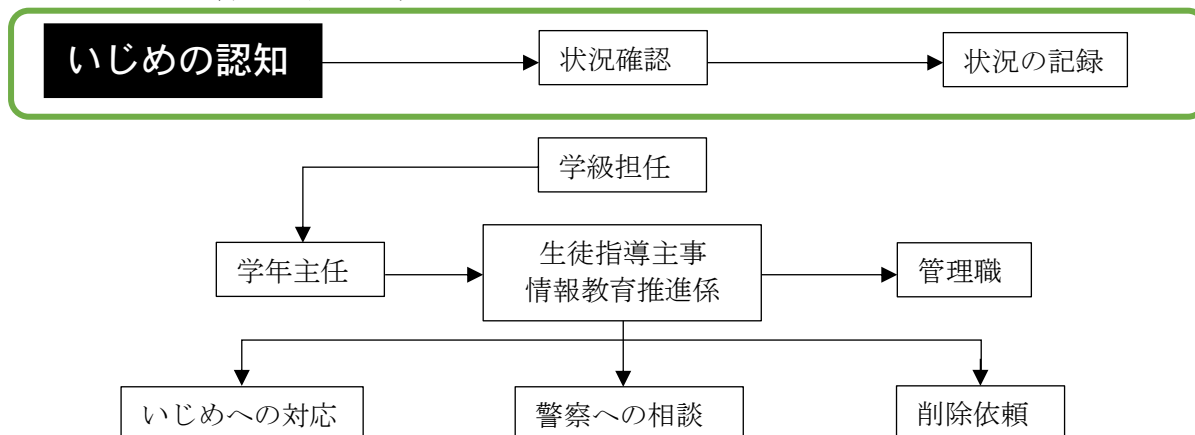 いじめの認知
状況確認
状況の記録
学級担任
学年主任
生徒指導主事
情報教育推進係
管理職
いじめへの対応
警察への相談
削除依頼